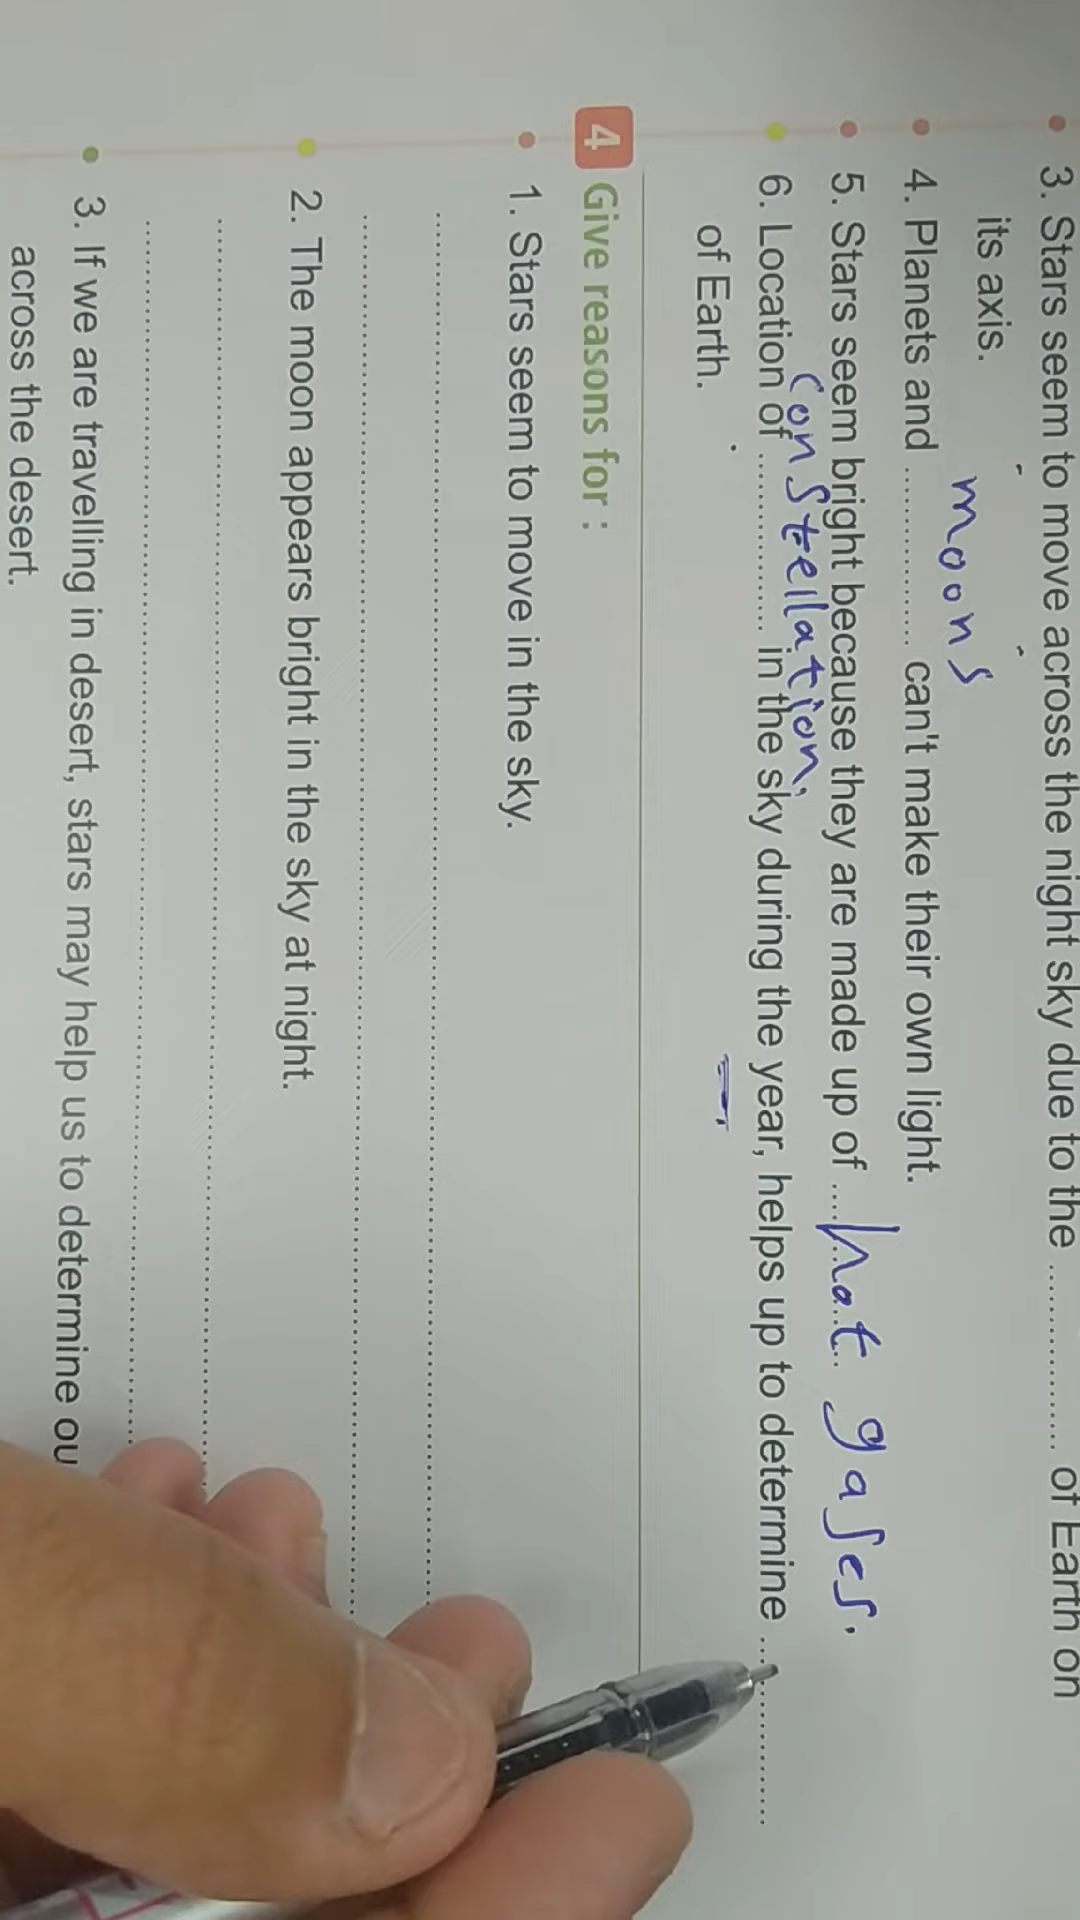 3. Stars seem to move across the night sky due to the .................. of Earth on
its axis.
moons
4. Planets and .................. can't make their own light.
5. Stars seem bright because they are made up of .... hot gases.
constellation,
6. Location of .................. in the sky during the year, helps up to determine ..................
of Earth.
4 Give reasons for :
1. Stars seem to move in the sky.
2. The moon appears bright in the sky at night.
3. If we are travelling in desert, stars may help us to determine ou
across the desert.